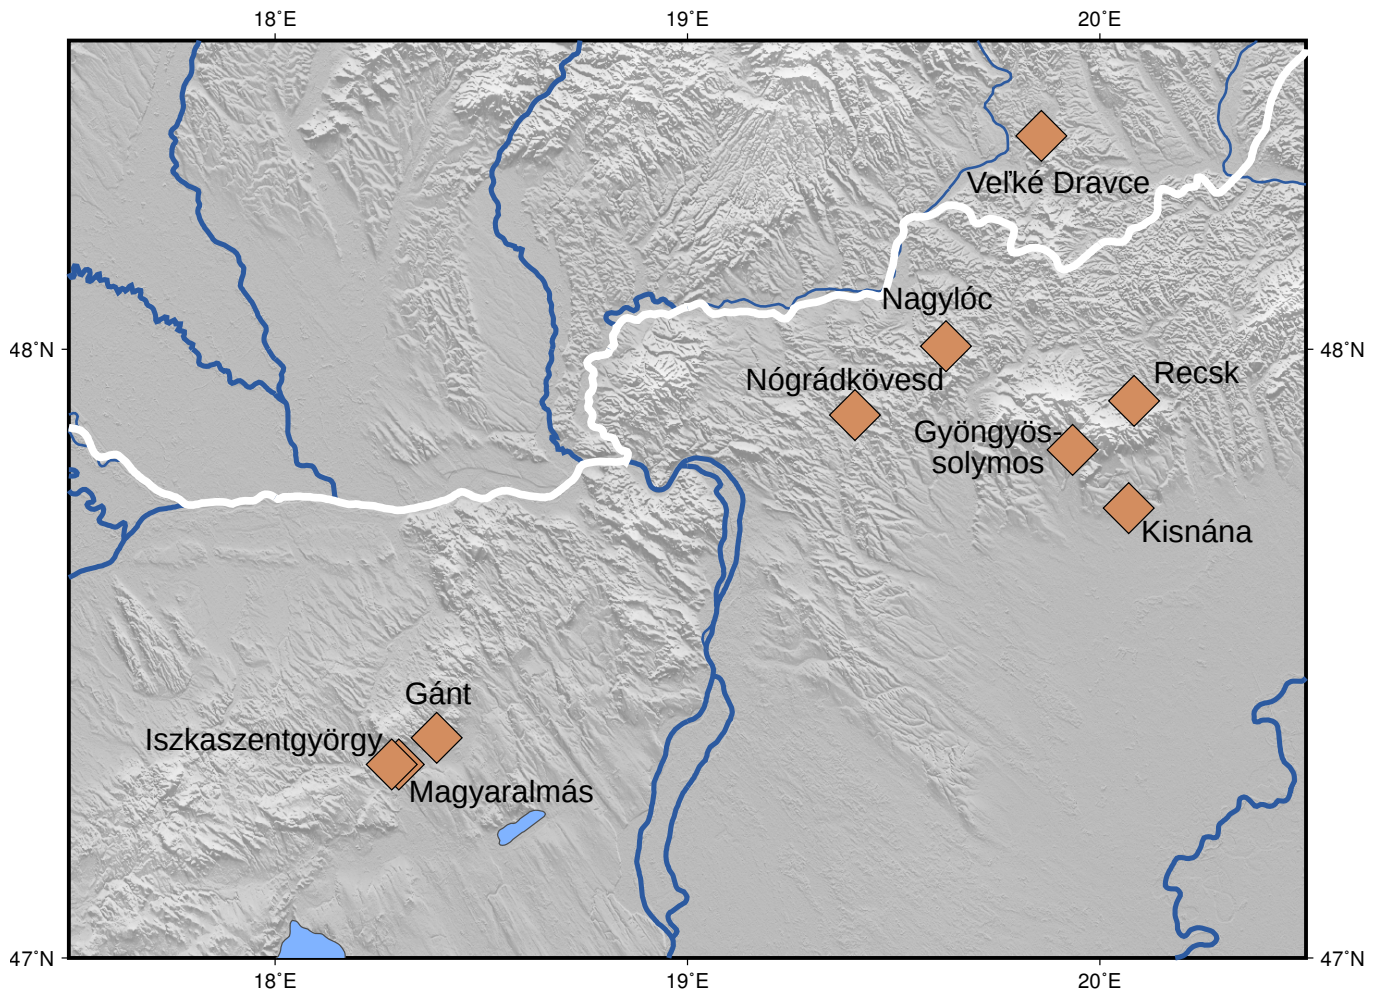 18°E
19°E
20°E
Veľké Dravce
Nagylóc
48°N
48°N
Nógrádkövesd
Recsk
Gyöngyös-
solymos
Kisnána
Gánt
Iszkaszentgyörgy
Magyaralmás
47°N
47°N
18°E
19°E
20°E